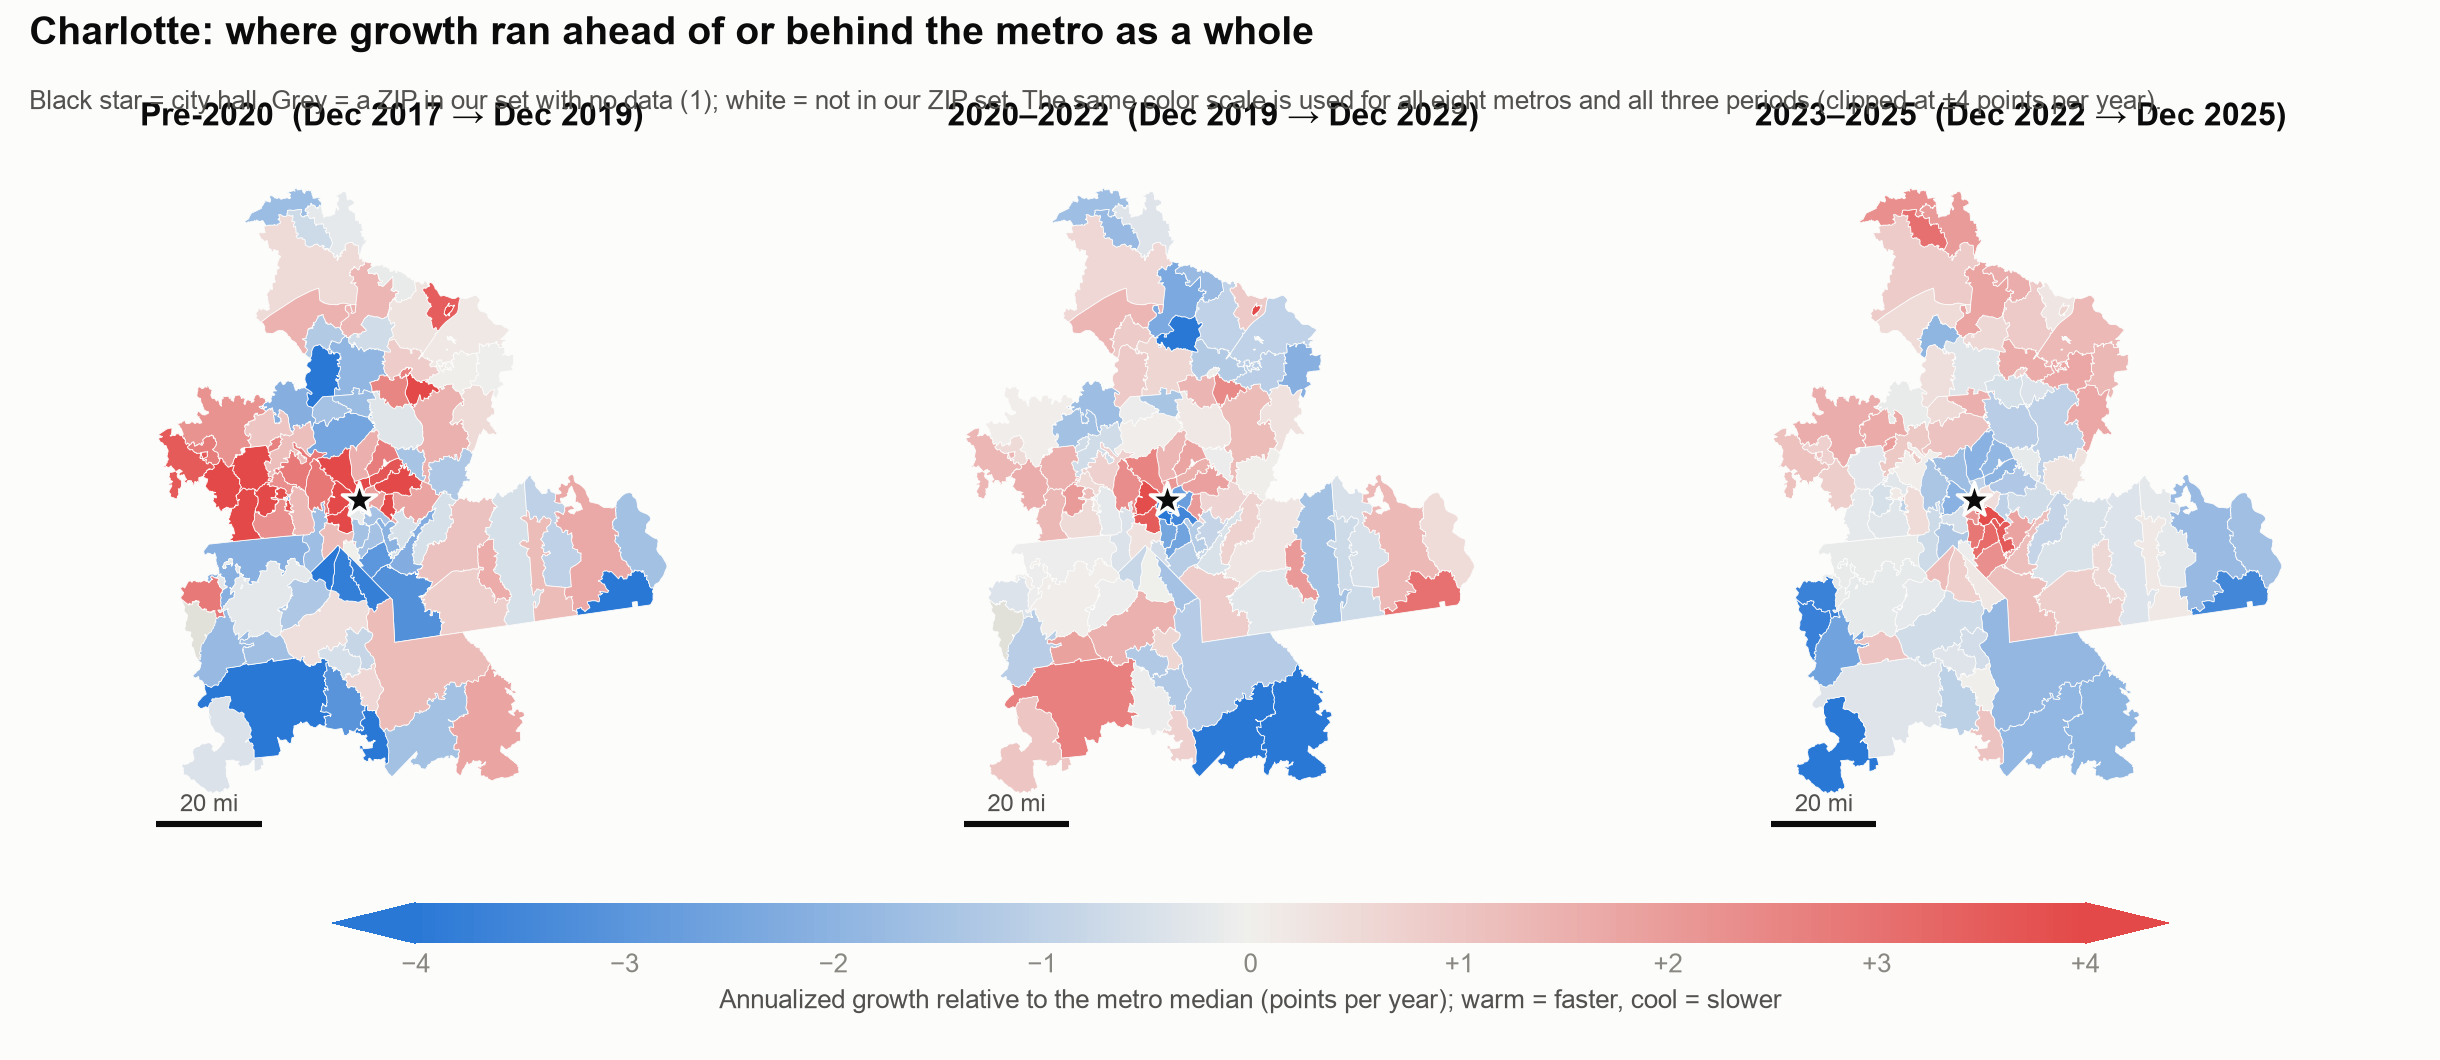 Charlotte: where growth ran ahead of or behind the metro as a whole
Black star = city hall. Grey = a ZIP in our set with no data (1); white = not in our ZIP set. The same color scale is used for all eight metros and all three periods (clipped at ±4 points per year).
Pre-2020 (Dec 2017 → Dec 2019)
2020–2022 (Dec 2019 → Dec 2022)
2023–2025 (Dec 2022 → Dec 2025)
20 mi
20 mi
20 mi
−4 −3 −2 −1 0 +1 +2 +3 +4
Annualized growth relative to the metro median (points per year); warm = faster, cool = slower